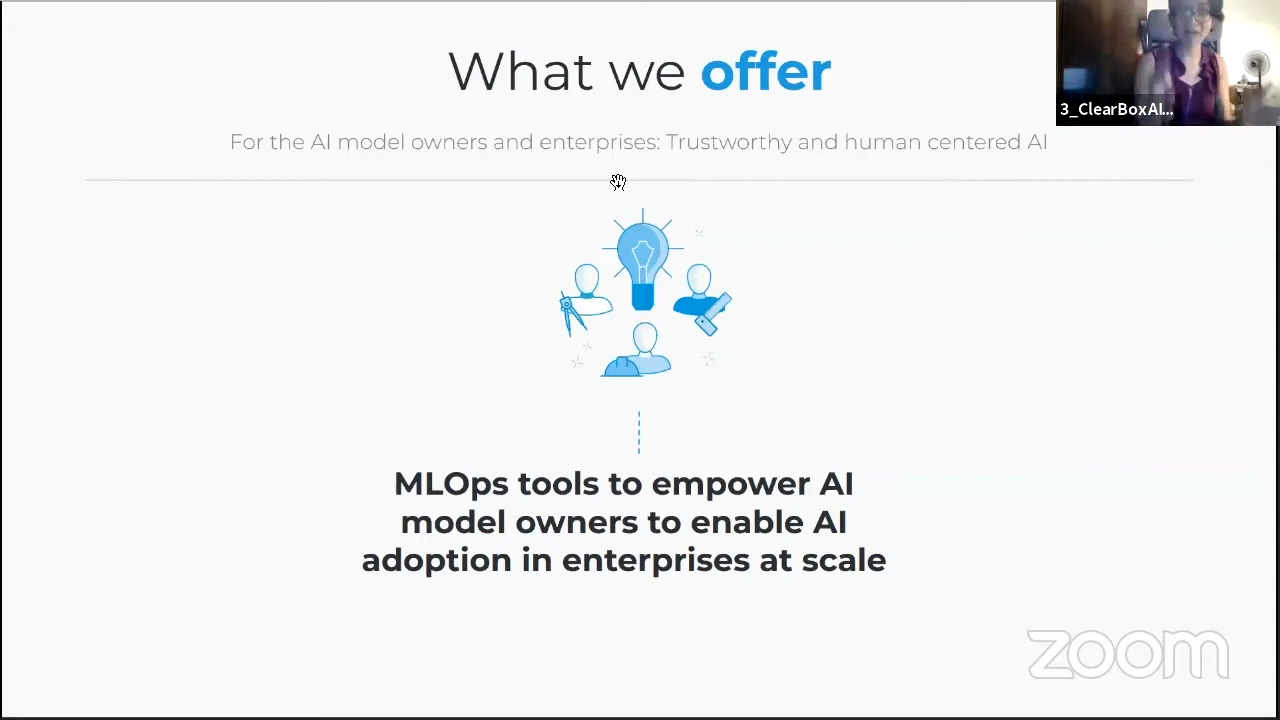 What we offer
3_ClearBoxAI...
For the AI model owners and enterprises: Trustworthy and human centered AI
MLOps tools to empower AI
model owners to enable AI
adoption in enterprises at scale
zoom